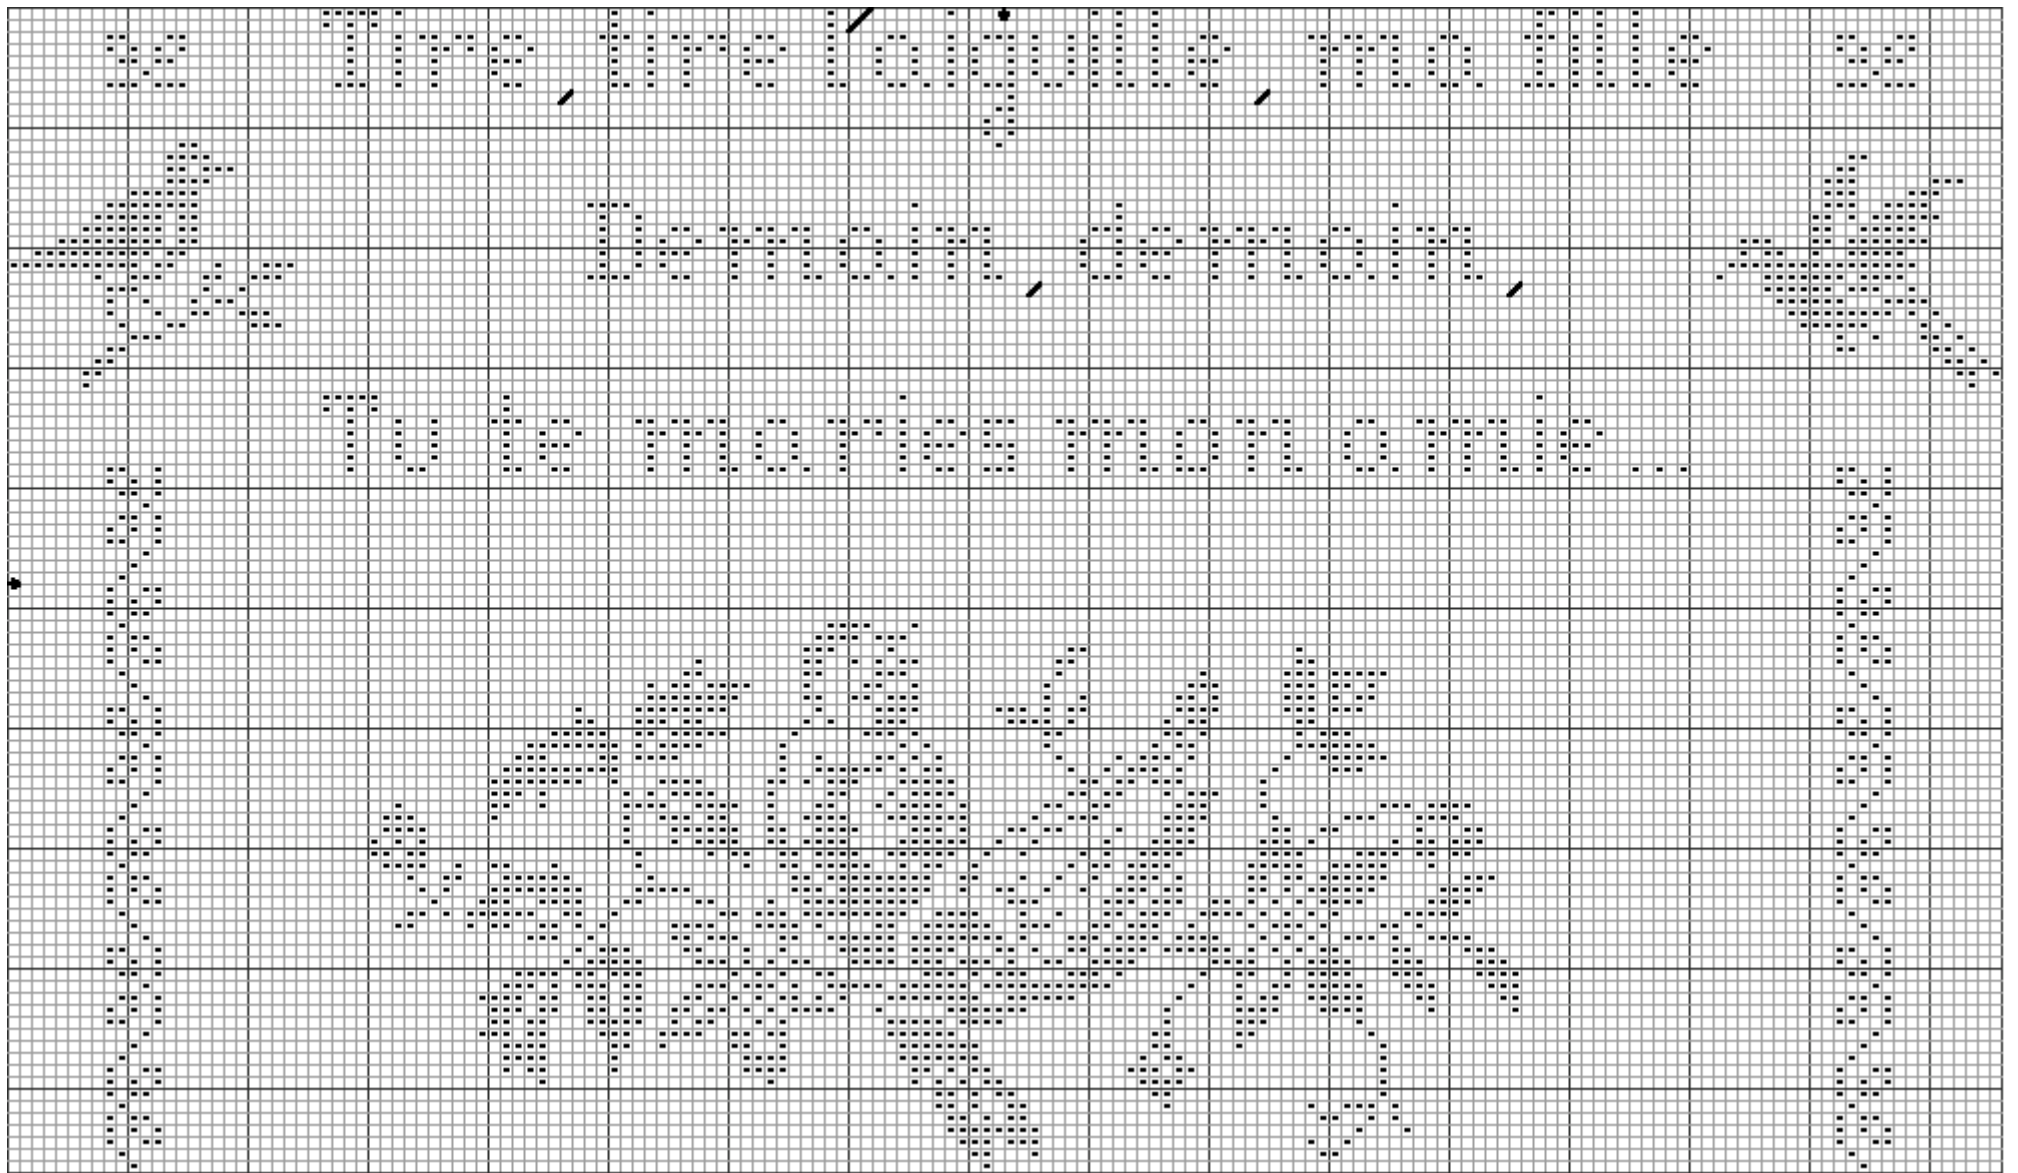 Tire, tire l'aiguille, ma fille
Demain, demain,
Tu te maries mon amie...